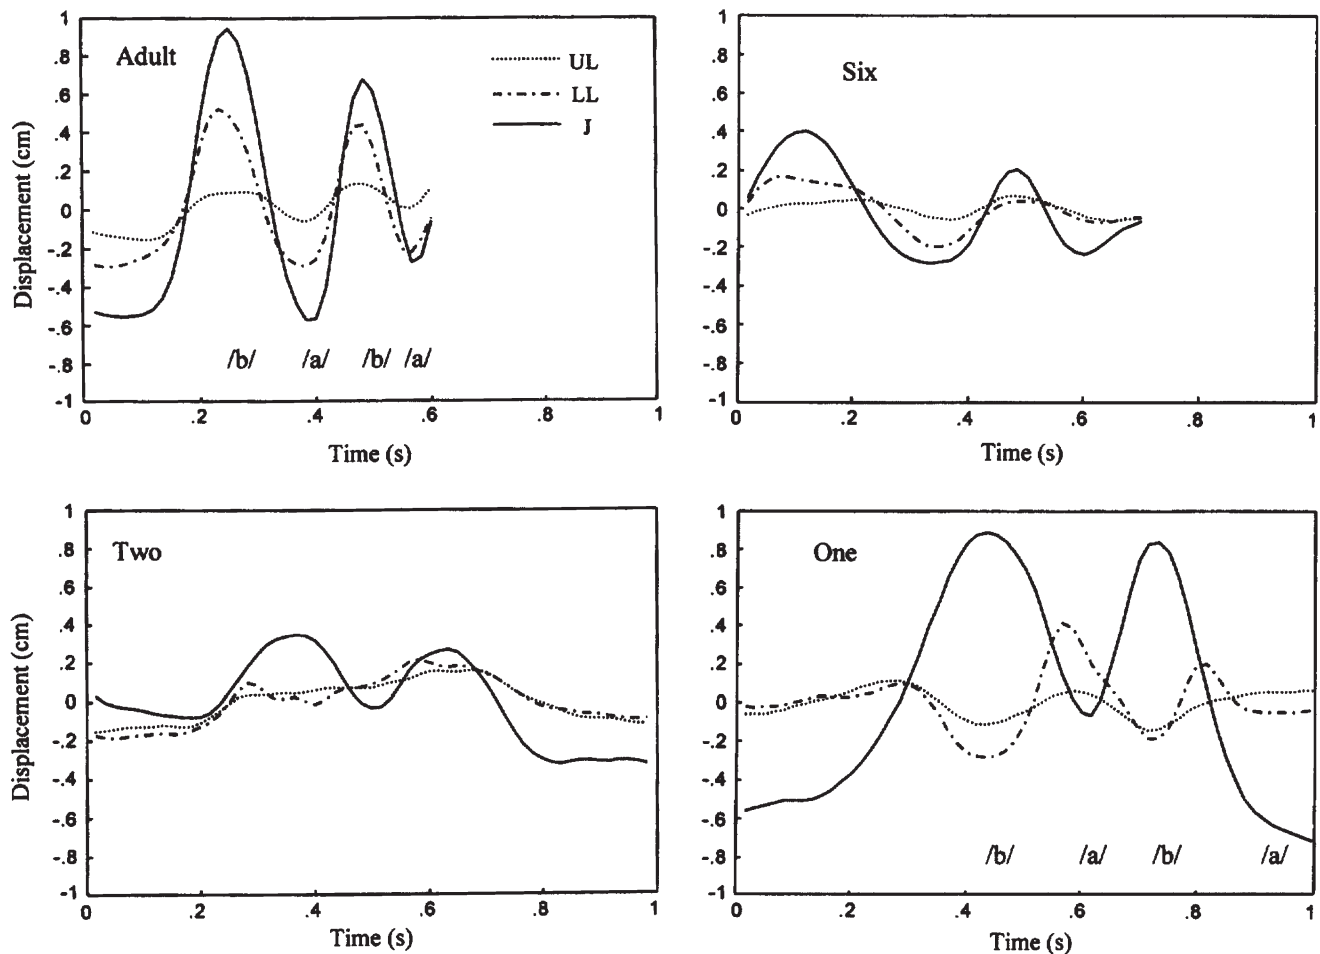 Adult
UL
LL
J
Displacement (cm)
1
.8
.6
.4
.2
0
-.2
-.4
-.6
-.8
-1
/b/ /a/ /b/ /a/
0 .2 .4 .6 .8 1
Time (s)
Six
1
.8
.6
.4
.2
0
-.2
-.4
-.6
-.8
-1
0 .2 .4 .6 .8 1
Time (s)
Two
Displacement (cm)
1
.8
.6
.4
.2
0
-.2
-.4
-.6
-.8
-1
0 .2 .4 .6 .8 1
Time (s)
One
1
.8
.6
.4
.2
0
-.2
-.4
-.6
-.8
-1
/b/ /a/ /b/ /a/
0 .2 .4 .6 .8 1
Time (s)